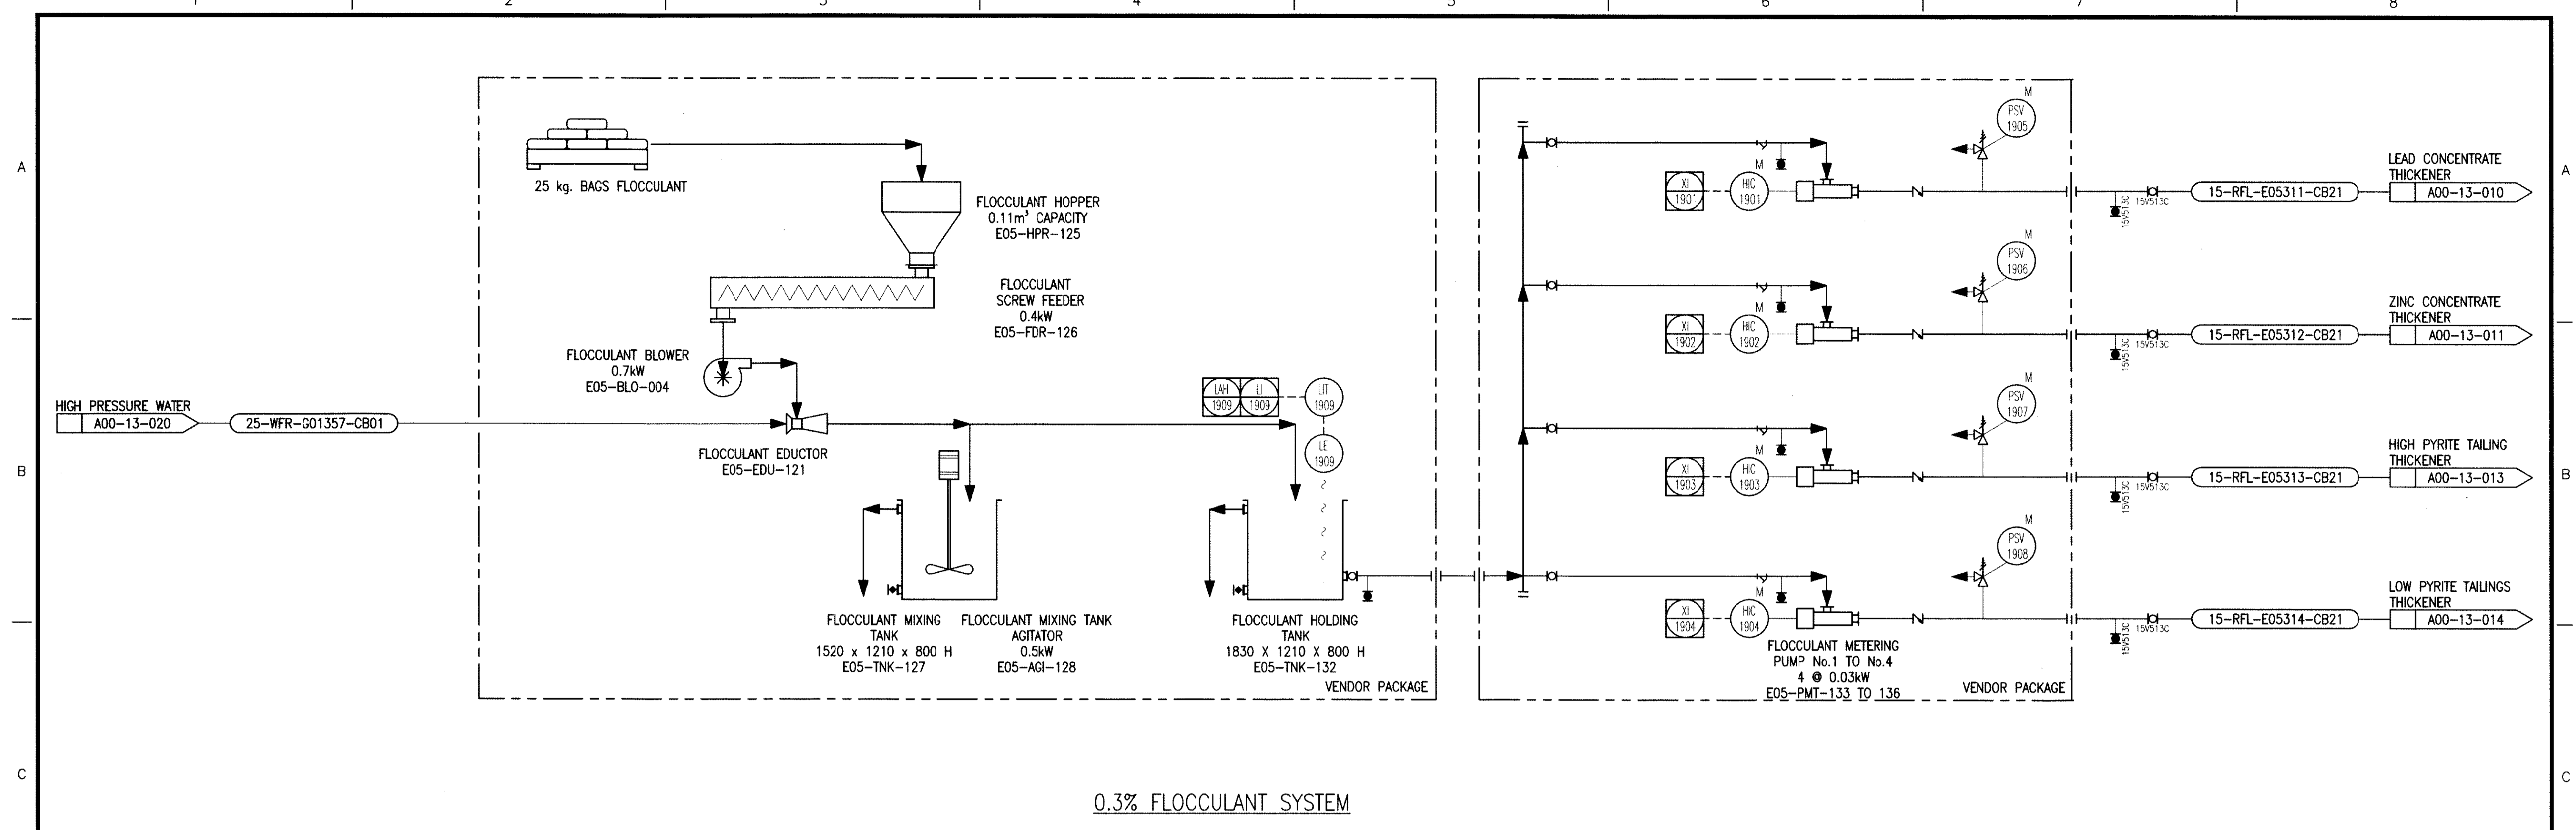 1 2 3 4 5 6 7 8
A
B
C
A
B
C
25 kg. BAGS FLOCCULANT
FLOCCULANT HOPPER
0.11m³ CAPACITY
E05-HPR-125
FLOCCULANT
SCREW FEEDER
0.4kW
E05-FDR-126
FLOCCULANT BLOWER
0.7kW
E05-BLO-004
HIGH PRESSURE WATER
A00-13-020
25-WFR-G01357-CB01
FLOCCULANT EDUCTOR
E05-EDU-121
LAH
1909
LI
1909
LIT
1909
LE
1909
FLOCCULANT MIXING
TANK
1520 x 1210 x 800 H
E05-TNK-127
FLOCCULANT MIXING TANK
AGITATOR
0.5kW
E05-AGI-128
FLOCCULANT HOLDING
TANK
1830 X 1210 X 800 H
E05-TNK-132
VENDOR PACKAGE
M
PSV
1905
M
XI
1901
HIC
1901
15V513C
15V513C
15-RFL-E05311-CB21
LEAD CONCENTRATE
THICKENER
A00-13-010
M
PSV
1906
M
XI
1902
HIC
1902
15V513C
15V513C
15-RFL-E05312-CB21
ZINC CONCENTRATE
THICKENER
A00-13-011
M
PSV
1907
M
XI
1903
HIC
1903
15V513C
15V513C
15-RFL-E05313-CB21
HIGH PYRITE TAILING
THICKENER
A00-13-013
M
PSV
1908
M
XI
1904
HIC
1904
15V513C
15V513C
15-RFL-E05314-CB21
LOW PYRITE TAILINGS
THICKENER
A00-13-014
FLOCCULANT METERING
PUMP No.1 TO No.4
4 @ 0.03kW
E05-PMT-133 TO 136
VENDOR PACKAGE
0.3% FLOCCULANT SYSTEM